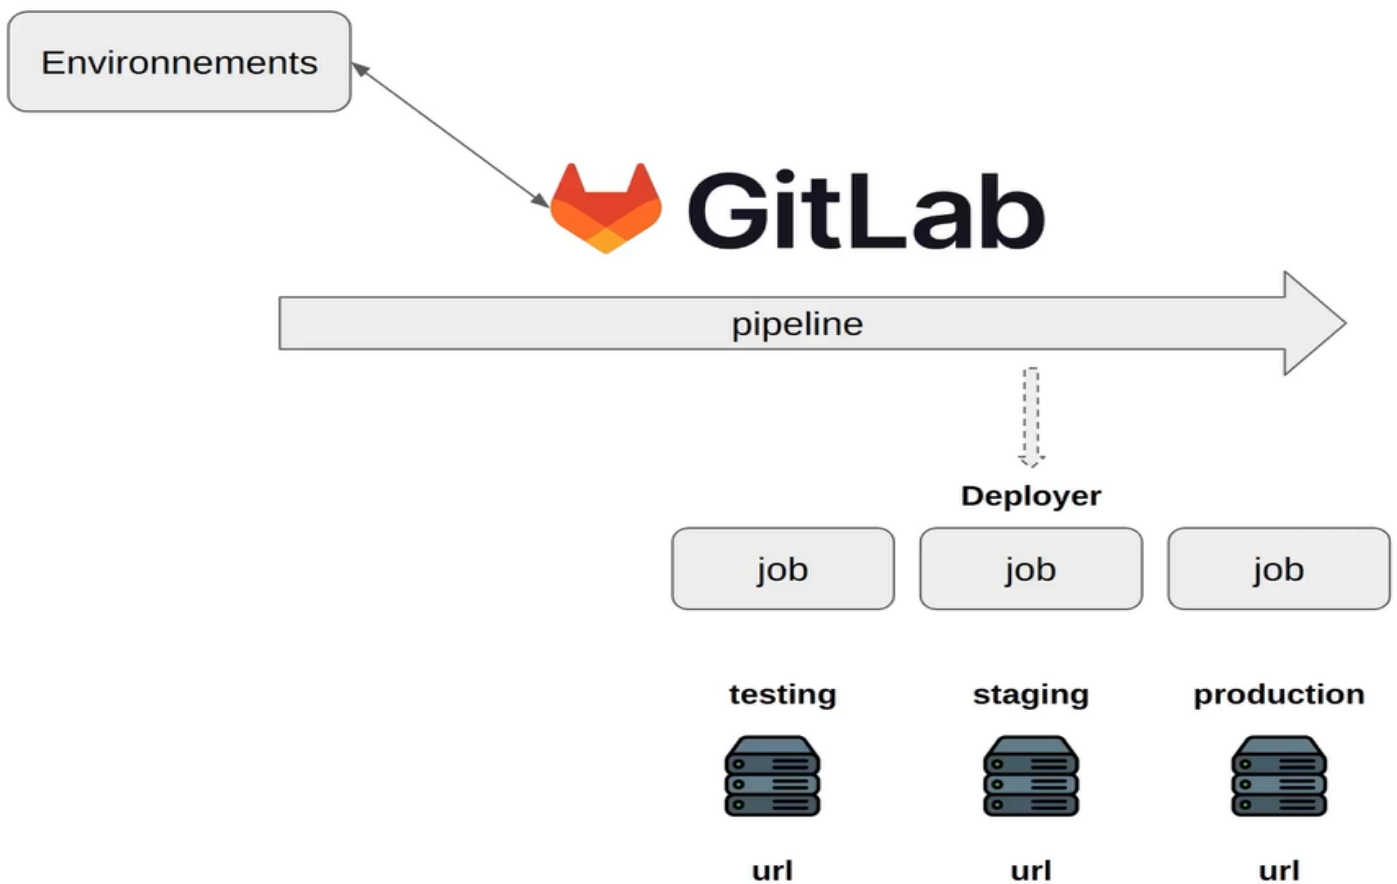 Environnements
GitLab
pipeline
Deployer
job job job
testing staging production
url url url